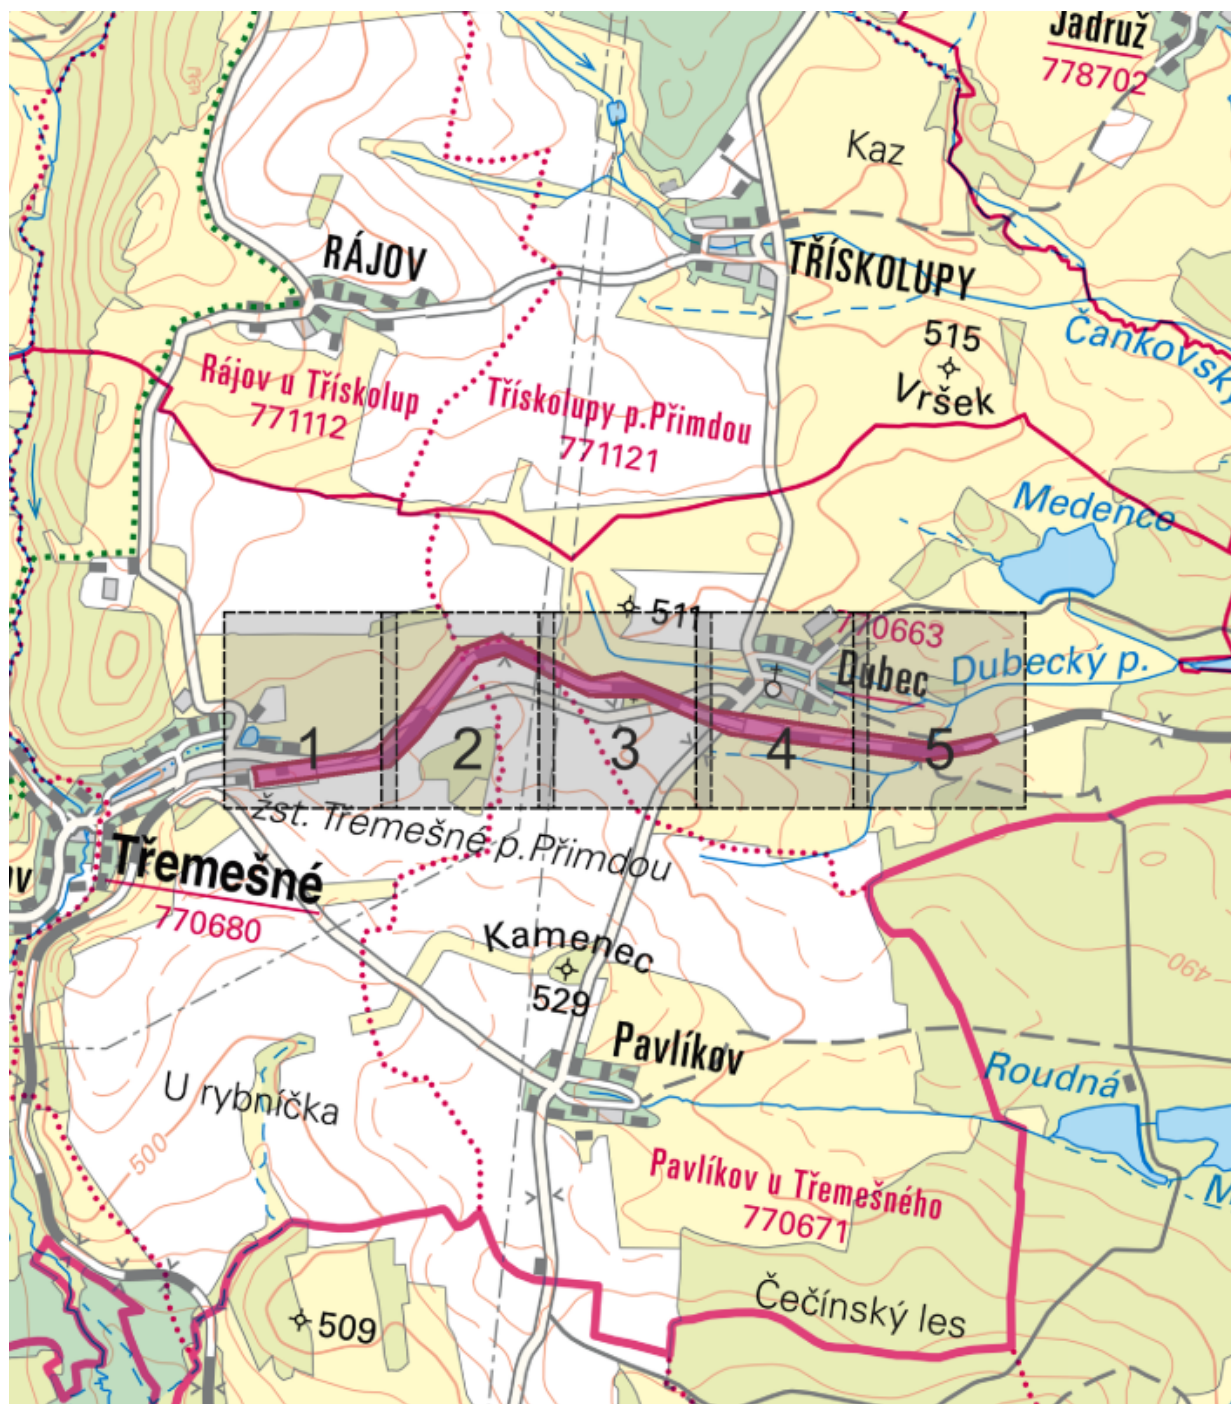 Jadruž
778702
Kaz
RÁJOV
TŘÍSKOLUPY
Čankovský
515
Vršek
Rájov u Třískolup
771112
Třískolupy p.Přimdou
771121
Medence
511
770663
Dubec
Dubecký p.
1
2
3
4
5
žst. Třemešné p.Přimdou
Třemešné
770680
Kamenec
529
490
Pavlíkov
Roudná
U rybníčka
500
Pavlíkov u Třemešného
770671
M
Čečínský les
509